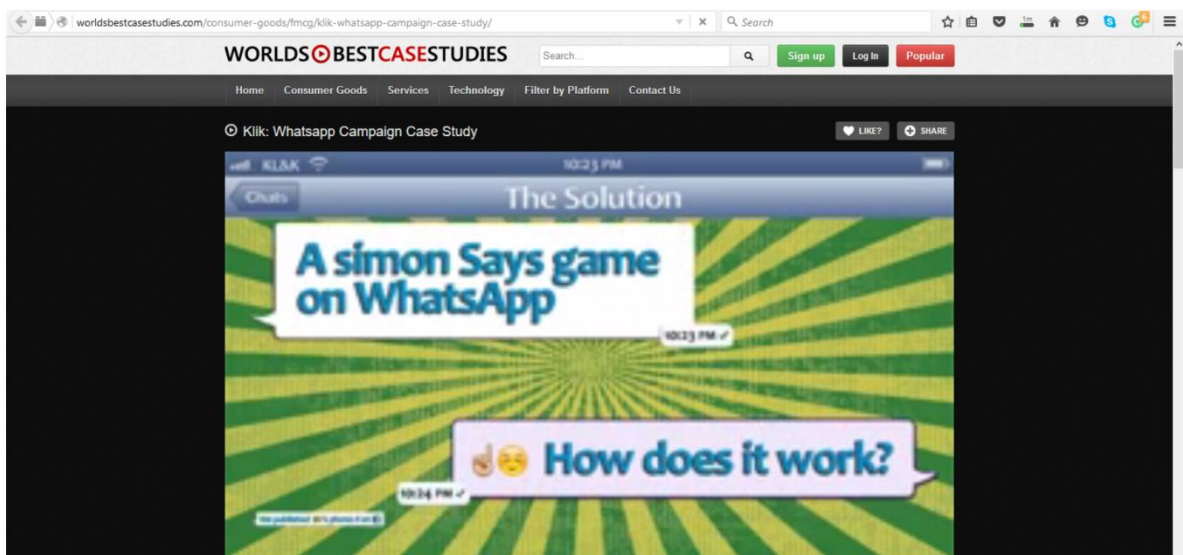 worldsbestcasestudies.com/consumer-goods/fmcg/klik-whatsapp-campaign-case-study/
Search
WORLDSBESTCASESTUDIES
Search...
Sign up
Log In
Popular
Home Consumer Goods Services Technology Filter by Platform Contact Us
Klik: Whatsapp Campaign Case Study
LIKE?
SHARE
KLAK
10:23 PM
Chats
The Solution
A simon Says game
on WhatsApp
10:23 PM
How does it work?
10:24 PM